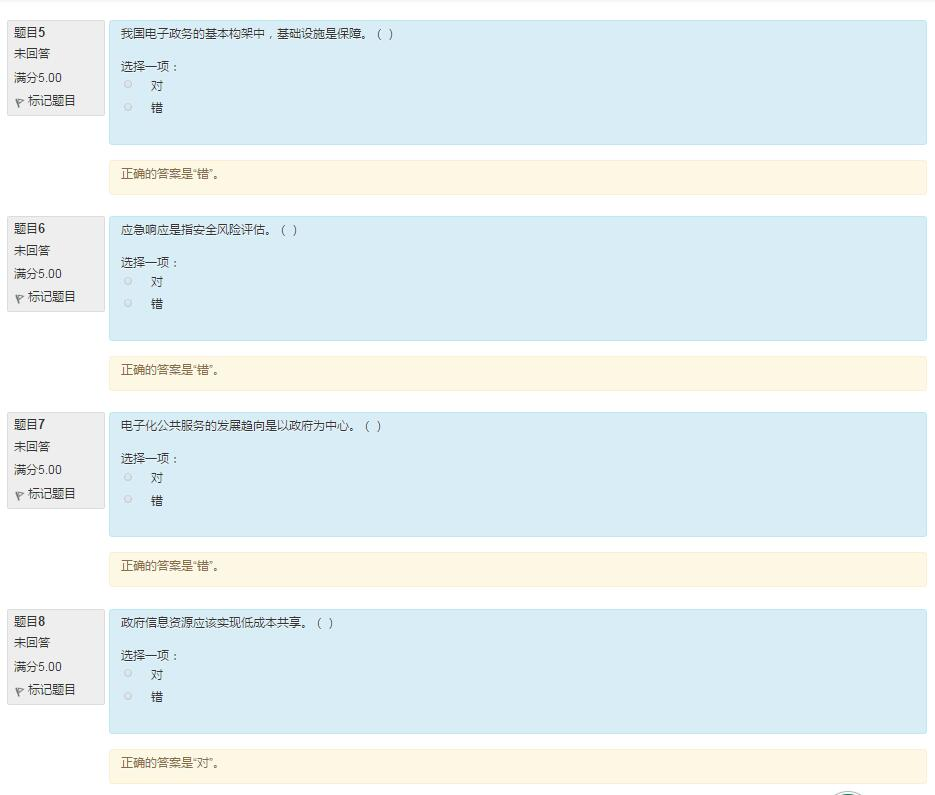 题目5
未回答
满分5.00
标记题目
我国电子政务的基本构架中，基础设施是保障。（ ）
选择一项：
对
错
正确的答案是“错”。
题目6
未回答
满分5.00
标记题目
应急响应是指安全风险评估。（ ）
选择一项：
对
错
正确的答案是“错”。
题目7
未回答
满分5.00
标记题目
电子化公共服务的发展趋向是以政府为中心。（ ）
选择一项：
对
错
正确的答案是“错”。
题目8
未回答
满分5.00
标记题目
政府信息资源应该实现低成本共享。（ ）
选择一项：
对
错
正确的答案是“对”。